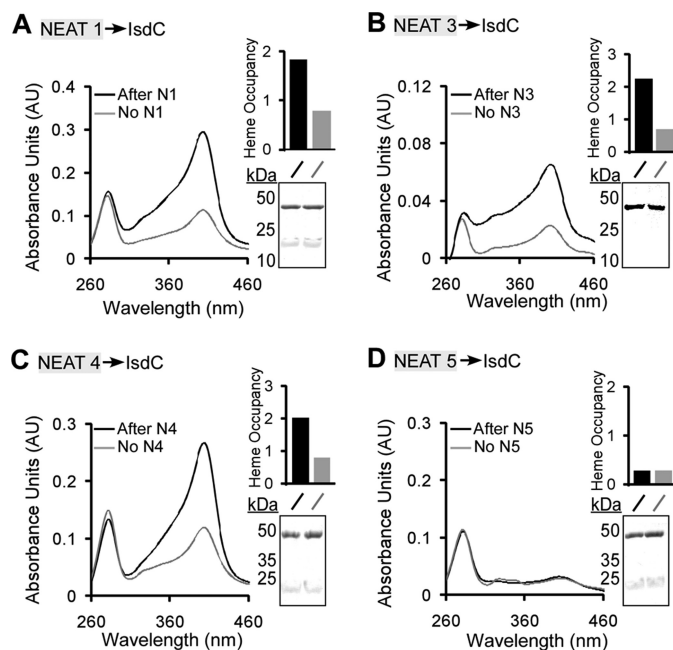 A NEAT 1→IsdC
Absorbance Units (AU)
0.4
0.3
0.2
0.1
0
After N1
No N1
260
360
460
Wavelength (nm)
Heme Occupancy
2
1
0
kDa
50
25
10
B NEAT 3→IsdC
Absorbance Units (AU)
0.12
0.08
0.04
0
After N3
No N3
260
360
460
Wavelength (nm)
Heme Occupancy
3
2
1
0
kDa
50
25
10
C NEAT 4→IsdC
Absorbance Units (AU)
0.3
0.2
0.1
0
After N4
No N4
260
360
460
Wavelength (nm)
Heme Occupancy
3
2
1
0
kDa
50
35
25
D NEAT 5→IsdC
Absorbance Units (AU)
0.3
0.2
0.1
0
After N5
No N5
260
360
460
Wavelength (nm)
Heme Occupancy
2
1
0
kDa
50
35
25